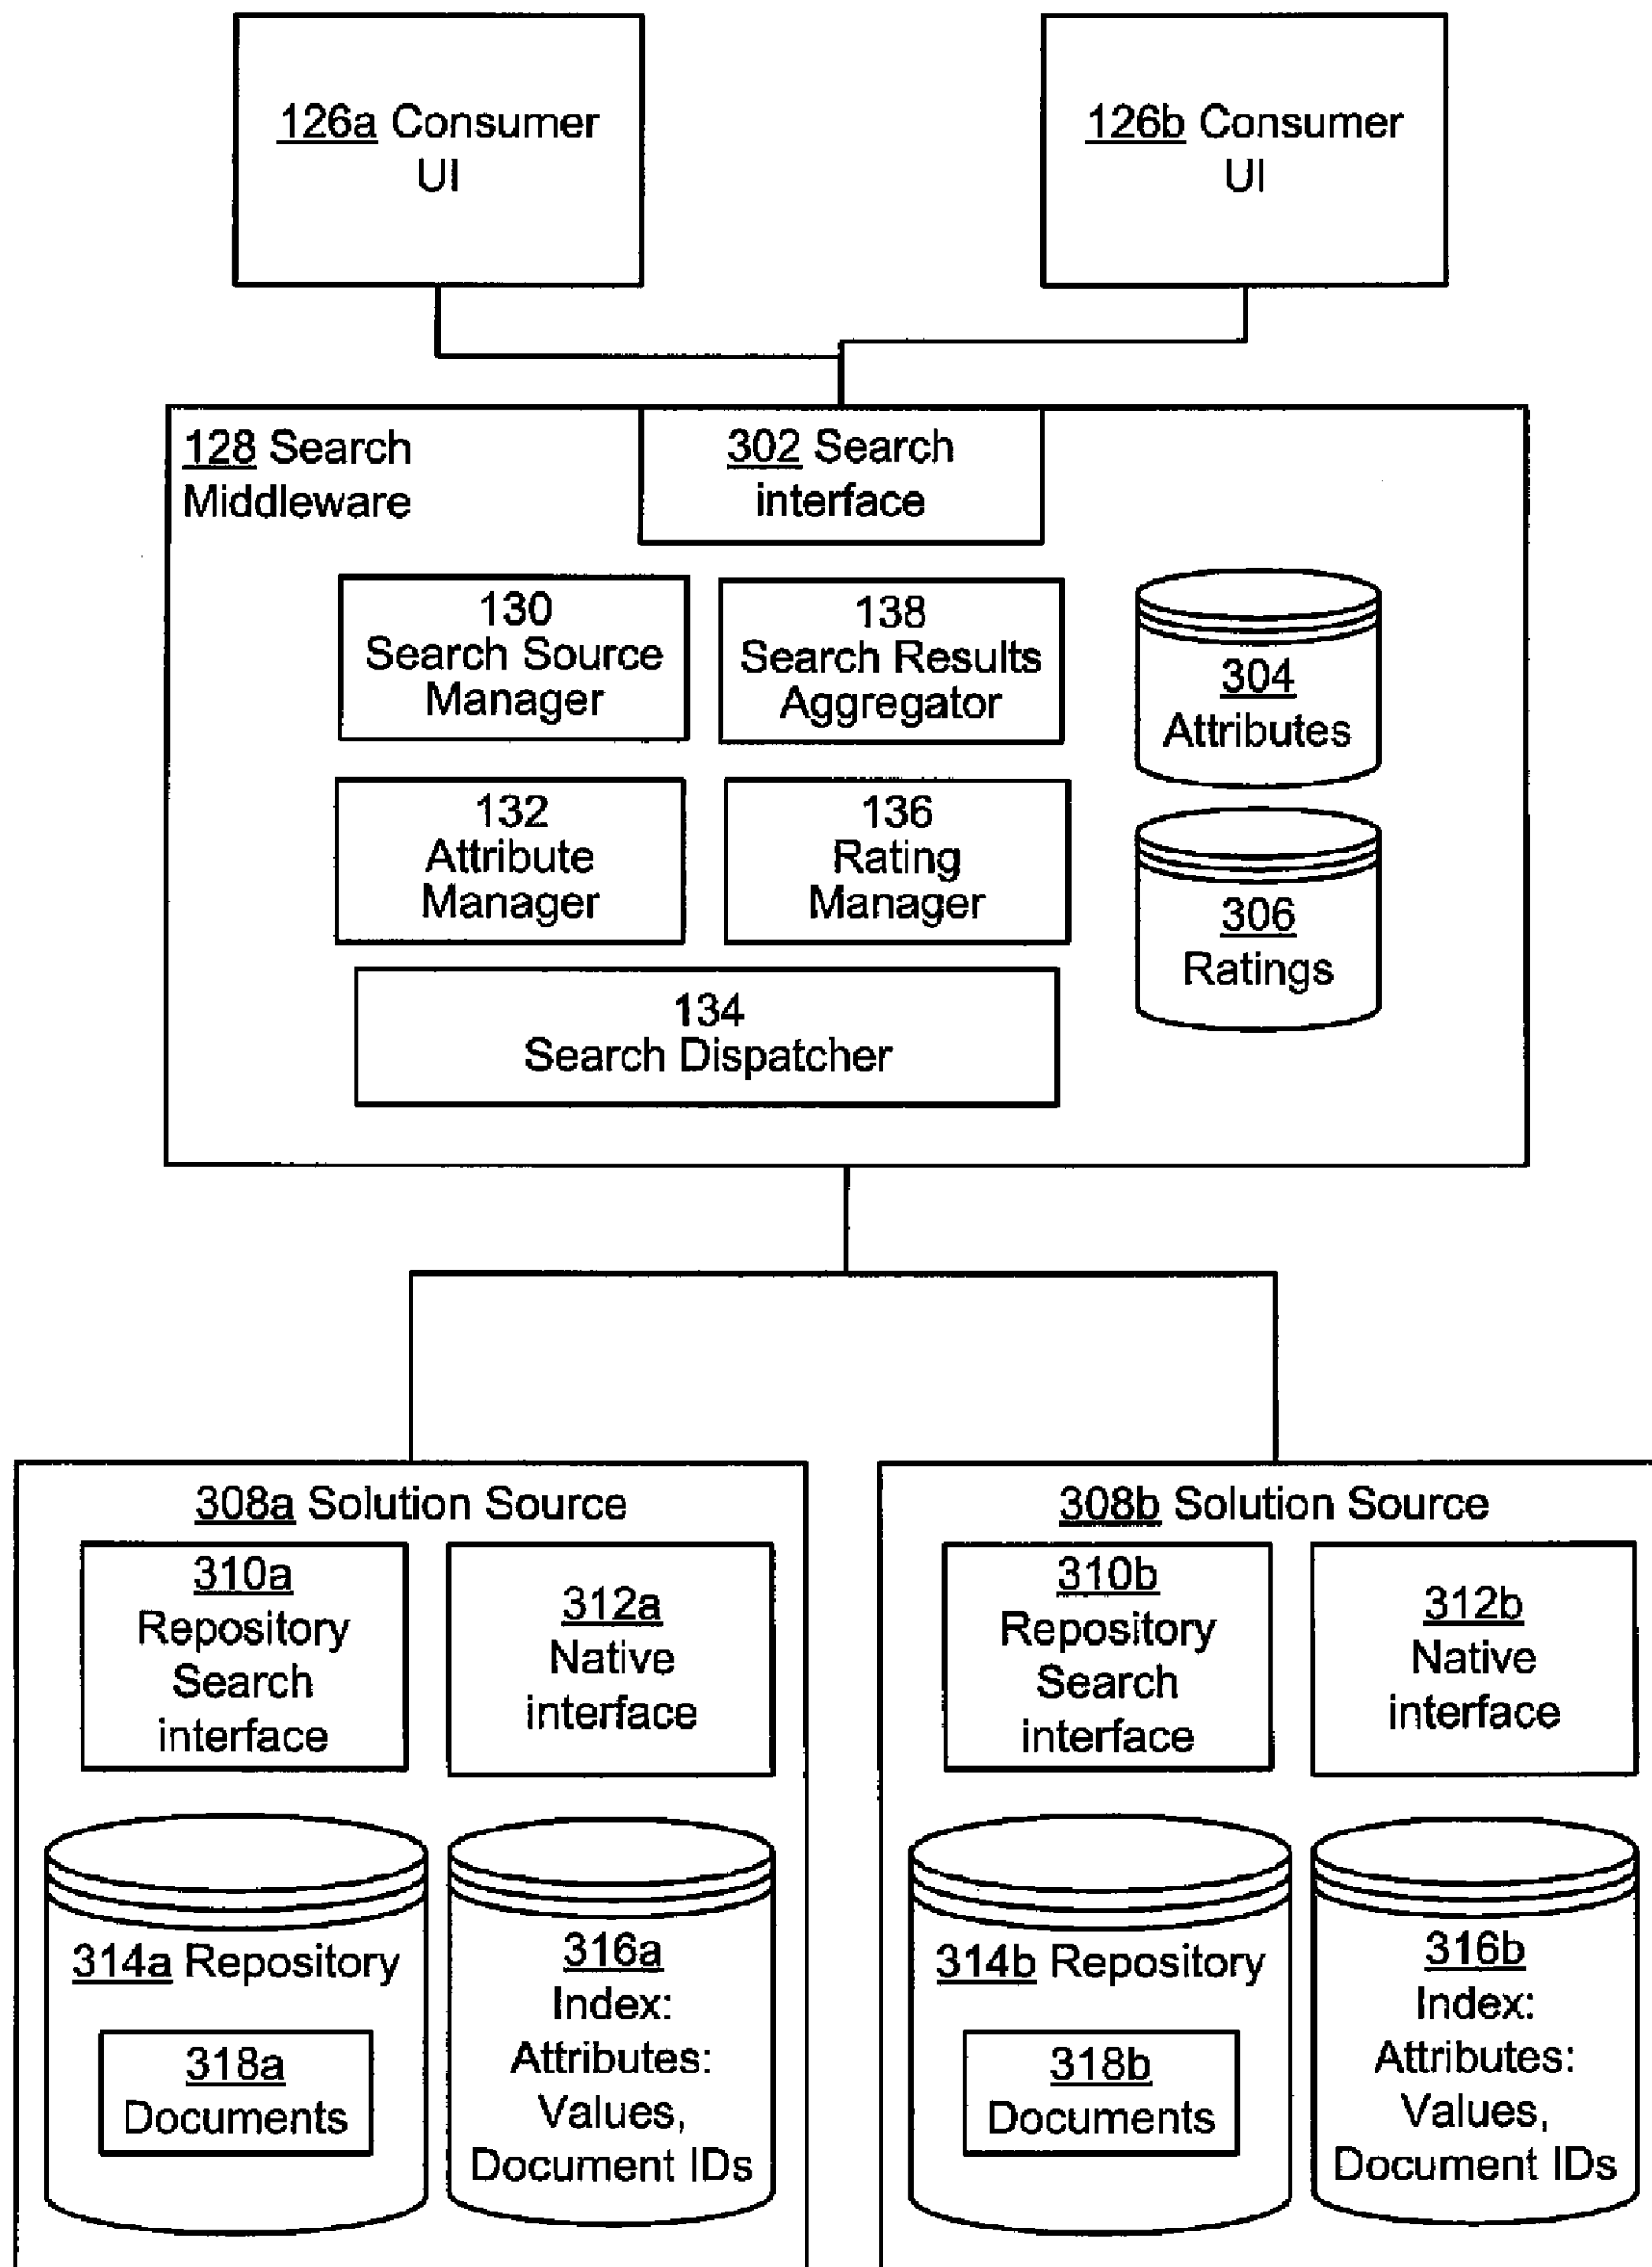 126a Consumer
UI
126b Consumer
UI
128 Search
Middleware
302 Search
interface
130
Search Source
Manager
138
Search Results
Aggregator
304
Attributes
132
Attribute
Manager
136
Rating
Manager
306
Ratings
134
Search Dispatcher
308a Solution Source
310a
Repository
Search
interface
312a
Native
interface
314a Repository
318a
Documents
316a
Index:
Attributes:
Values,
Document IDs
308b Solution Source
310b
Repository
Search
interface
312b
Native
interface
314b Repository
318b
Documents
316b
Index:
Attributes:
Values,
Document IDs